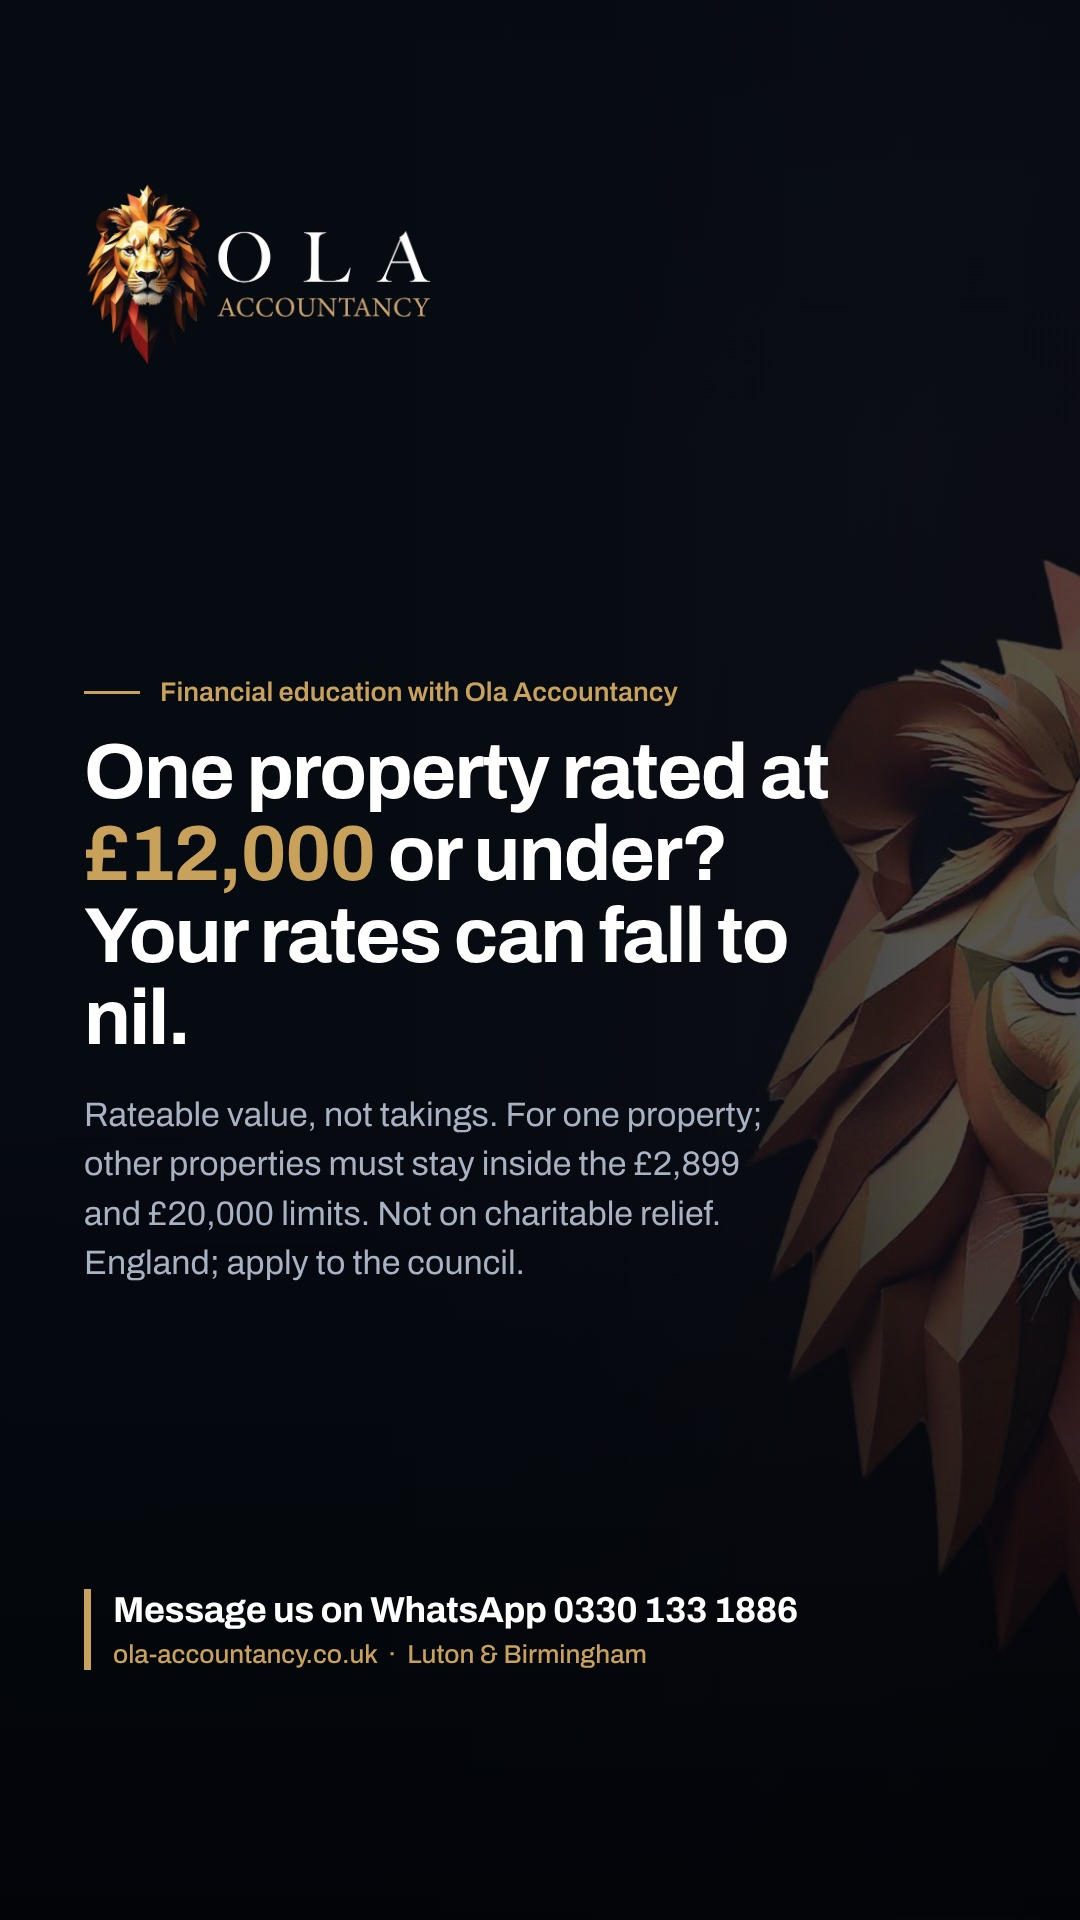 OLA
ACCOUNTANCY
Financial education with Ola Accountancy
One property rated at
£12,000 or under?
Your rates can fall to
nil.
Rateable value, not takings. For one property;
other properties must stay inside the £2,899
and £20,000 limits. Not on charitable relief.
England; apply to the council.
Message us on WhatsApp 0330 133 1886
ola-accountancy.co.uk · Luton & Birmingham